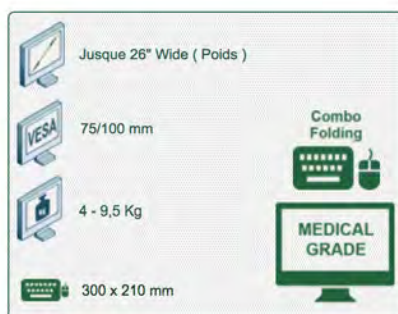 Jusque 26" Wide ( Poids )
VESA
75/100 mm
4 - 9,5 Kg
300 x 210 mm
Combo
Folding
MEDICAL
GRADE